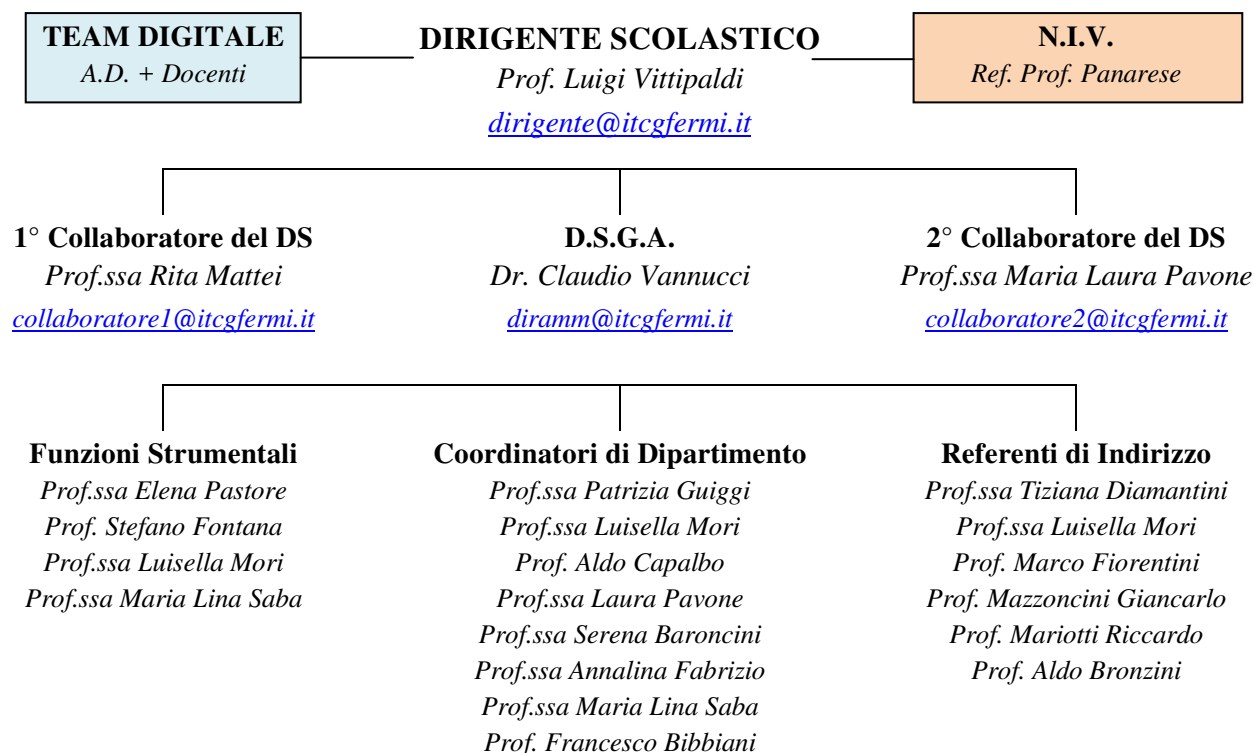 TEAM DIGITALE
A.D. + Docenti
DIRIGENTE SCOLASTICO
Prof. Luigi Vittipaldi
dirigente@itcgfermi.it
N.I.V.
Ref. Prof. Panarese
1° Collaboratore del DS
Prof.ssa Rita Mattei
collaboratore1@itcgfermi.it
D.S.G.A.
Dr. Claudio Vannucci
diramm@itcgfermi.it
2° Collaboratore del DS
Prof.ssa Maria Laura Pavone
collaboratore2@itcgfermi.it
Funzioni Strumentali
Prof.ssa Elena Pastore
Prof. Stefano Fontana
Prof.ssa Luisella Mori
Prof.ssa Maria Lina Saba
Coordinatori di Dipartimento
Prof.ssa Patrizia Guiggi
Prof.ssa Luisella Mori
Prof. Aldo Capalbo
Prof.ssa Laura Pavone
Prof.ssa Serena Baroncini
Prof.ssa Annalina Fabrizio
Prof.ssa Maria Lina Saba
Prof. Francesco Bibbiani
Referenti di Indirizzo
Prof.ssa Tiziana Diamantini
Prof.ssa Luisella Mori
Prof. Marco Fiorentini
Prof. Mazzoncini Giancarlo
Prof. Mariotti Riccardo
Prof. Aldo Bronzini